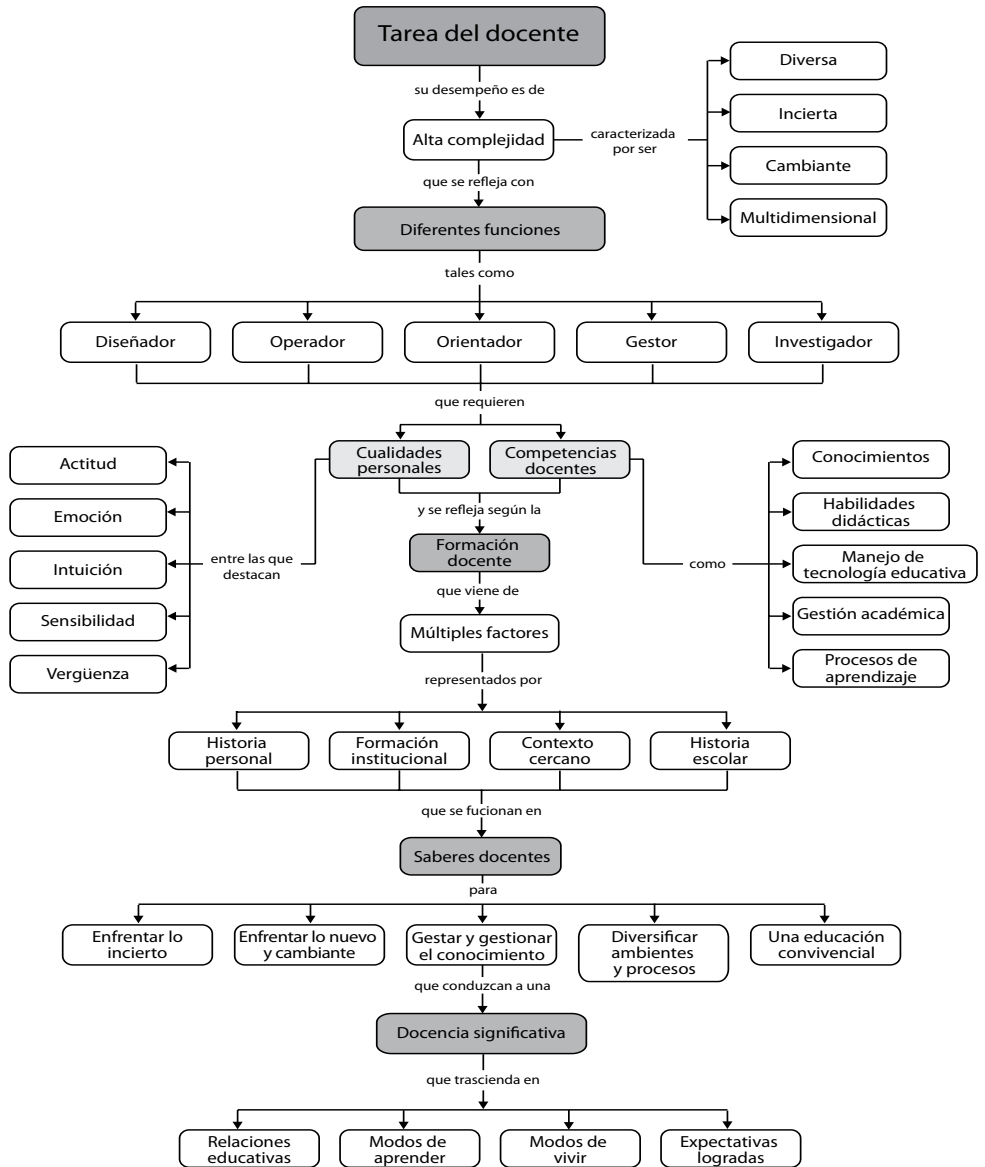 Tarea del docente
su desempeño es de
Alta complejidad
caracterizada
por ser
Diversa
Incierta
Cambiante
Multidimensional
que se refleja con
Diferentes funciones
tales como
Diseñador
Operador
Orientador
Gestor
Investigador
que requieren
Cualidades
personales
Competencias
docentes
entre las que
destacan
Actitud
Emoción
Intuición
Sensibilidad
Vergüenza
como
Conocimientos
Habilidades
didácticas
Manejo de
tecnología educativa
Gestión académica
Procesos de
aprendizaje
y se refleja según la
Formación
docente
que viene de
Múltiples factores
representados por
Historia
personal
Formación
institucional
Contexto
cercano
Historia
escolar
que se fucionan en
Saberes docentes
para
Enfrentar lo
incierto
Enfrentar lo nuevo
y cambiante
Gestar y gestionar
el conocimiento
Diversificar
ambientes
y procesos
Una educación
convivencial
que conduzcan a una
Docencia significativa
que trascienda en
Relaciones
educativas
Modos de
aprender
Modos de
vivir
Expectativas
logradas